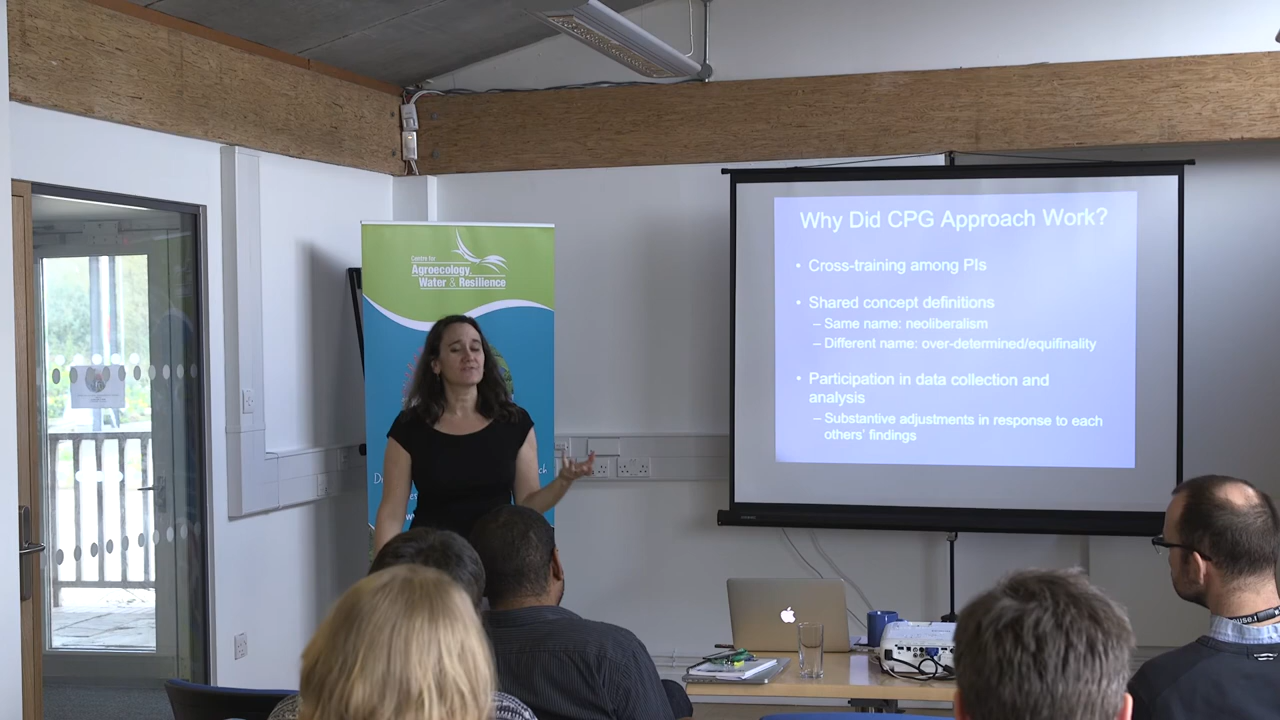 Centre for
Agroecology,
Water & Resilience
Why Did CPG Approach Work?
• Cross-training among PIs
• Shared concept definitions
– Same name: neoliberalism
– Different name: over-determined/equifinality
• Participation in data collection and
analysis
– Substantive adjustments in response to each
others' findings